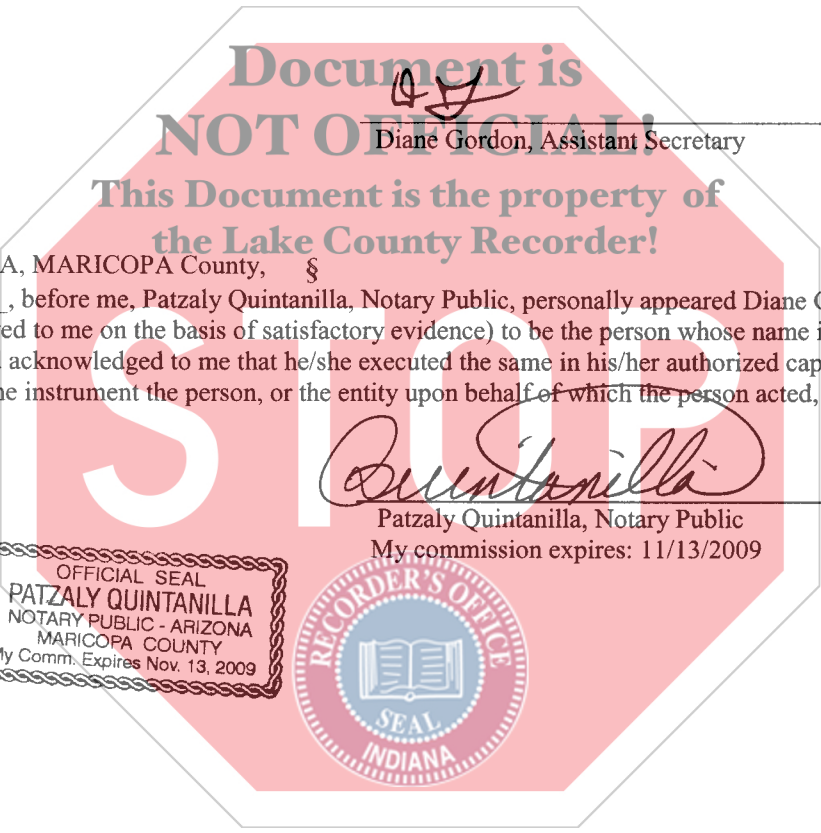 Document is
NOT OFFICIAL!
Diane Gordon, Assistant Secretary
This Document is the property of
the Lake County Recorder!
A, MARICOPA County, §
_, before me, Patzaly Quintanilla, Notary Public, personally appeared Diane G
ed to me on the basis of satisfactory evidence) to be the person whose name i
acknowledged to me that he/she executed the same in his/her authorized cap
ne instrument the person, or the entity upon behalf of which the person acted,
STOP
Quintanilla
Patzaly Quintanilla, Notary Public
My commission expires: 11/13/2009
OFFICIAL SEAL
PATZALY QUINTANILLA
NOTARY PUBLIC - ARIZONA
MARICOPA COUNTY
My Comm. Expires Nov. 13, 2009
RECORDER'S OFFICE
SEAL
INDIANA